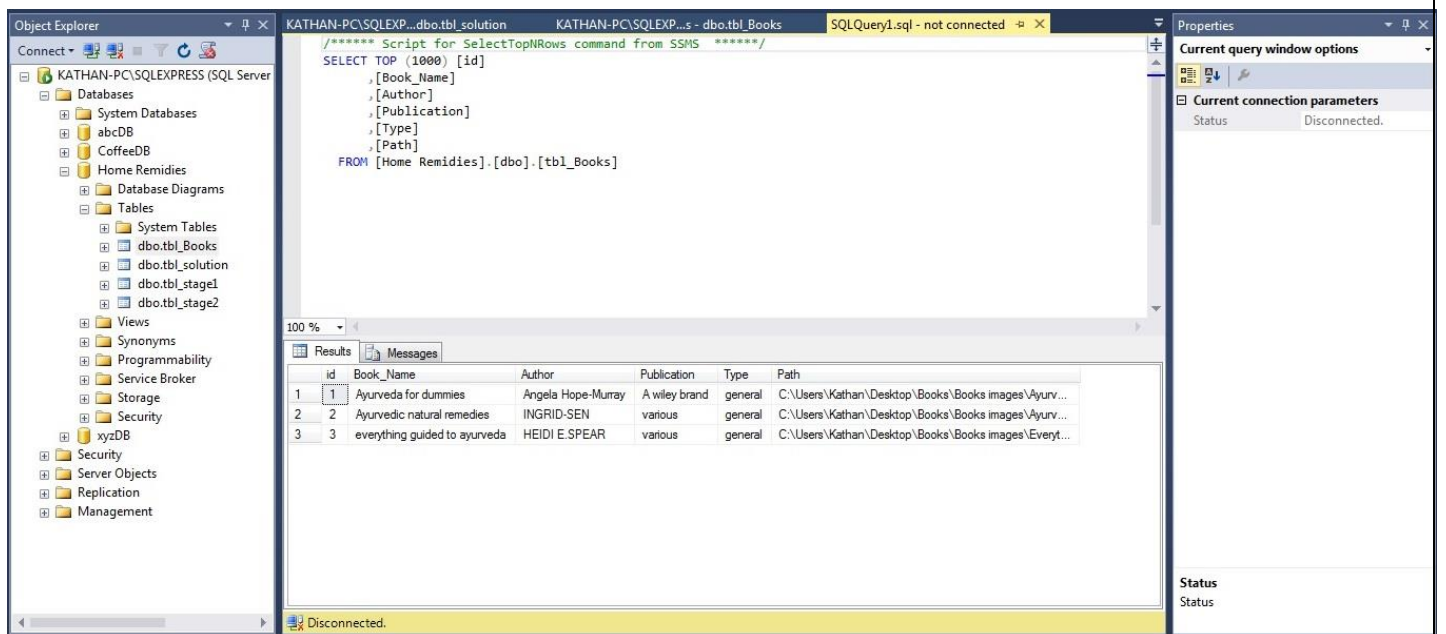 Object Explorer
Connect
KATHAN-PC\SQLEXPRESS (SQL Server
Databases
System Databases
abcDB
CoffeeDB
Home Remidies
Database Diagrams
Tables
System Tables
dbo.tbl_Books
dbo.tbl_solution
dbo.tbl_stage1
dbo.tbl_stage2
Views
Synonyms
Programmability
Service Broker
Storage
Security
xyzDB
Security
Server Objects
Replication
Management
KATHAN-PC\SQLEXP...dbo.tbl_solution KATHAN-PC\SQLEXP...s - dbo.tbl_Books SQLQuery1.sql - not connected
/****** Script for SelectTopNRows command from SSMS ******/
SELECT TOP (1000) [id]
,[Book_Name]
,[Author]
,[Publication]
,[Type]
,[Path]
FROM [Home Remidies].[dbo].[tbl_Books]
100 %
Results Messages
id Book_Name Author Publication Type Path
1 1 Ayurveda for dummies Angela Hope-Murray A wiley brand general C:\Users\Kathan\Desktop\Books\Books images\Ayurv...
2 2 Ayurvedic natural remedies INGRID-SEN various general C:\Users\Kathan\Desktop\Books\Books images\Ayurv...
3 3 everything guided to ayurveda HEIDI E.SPEAR various general C:\Users\Kathan\Desktop\Books\Books images\Everyt...
Disconnected.
Properties
Current query window options
Current connection parameters
Status Disconnected.
Status
Status